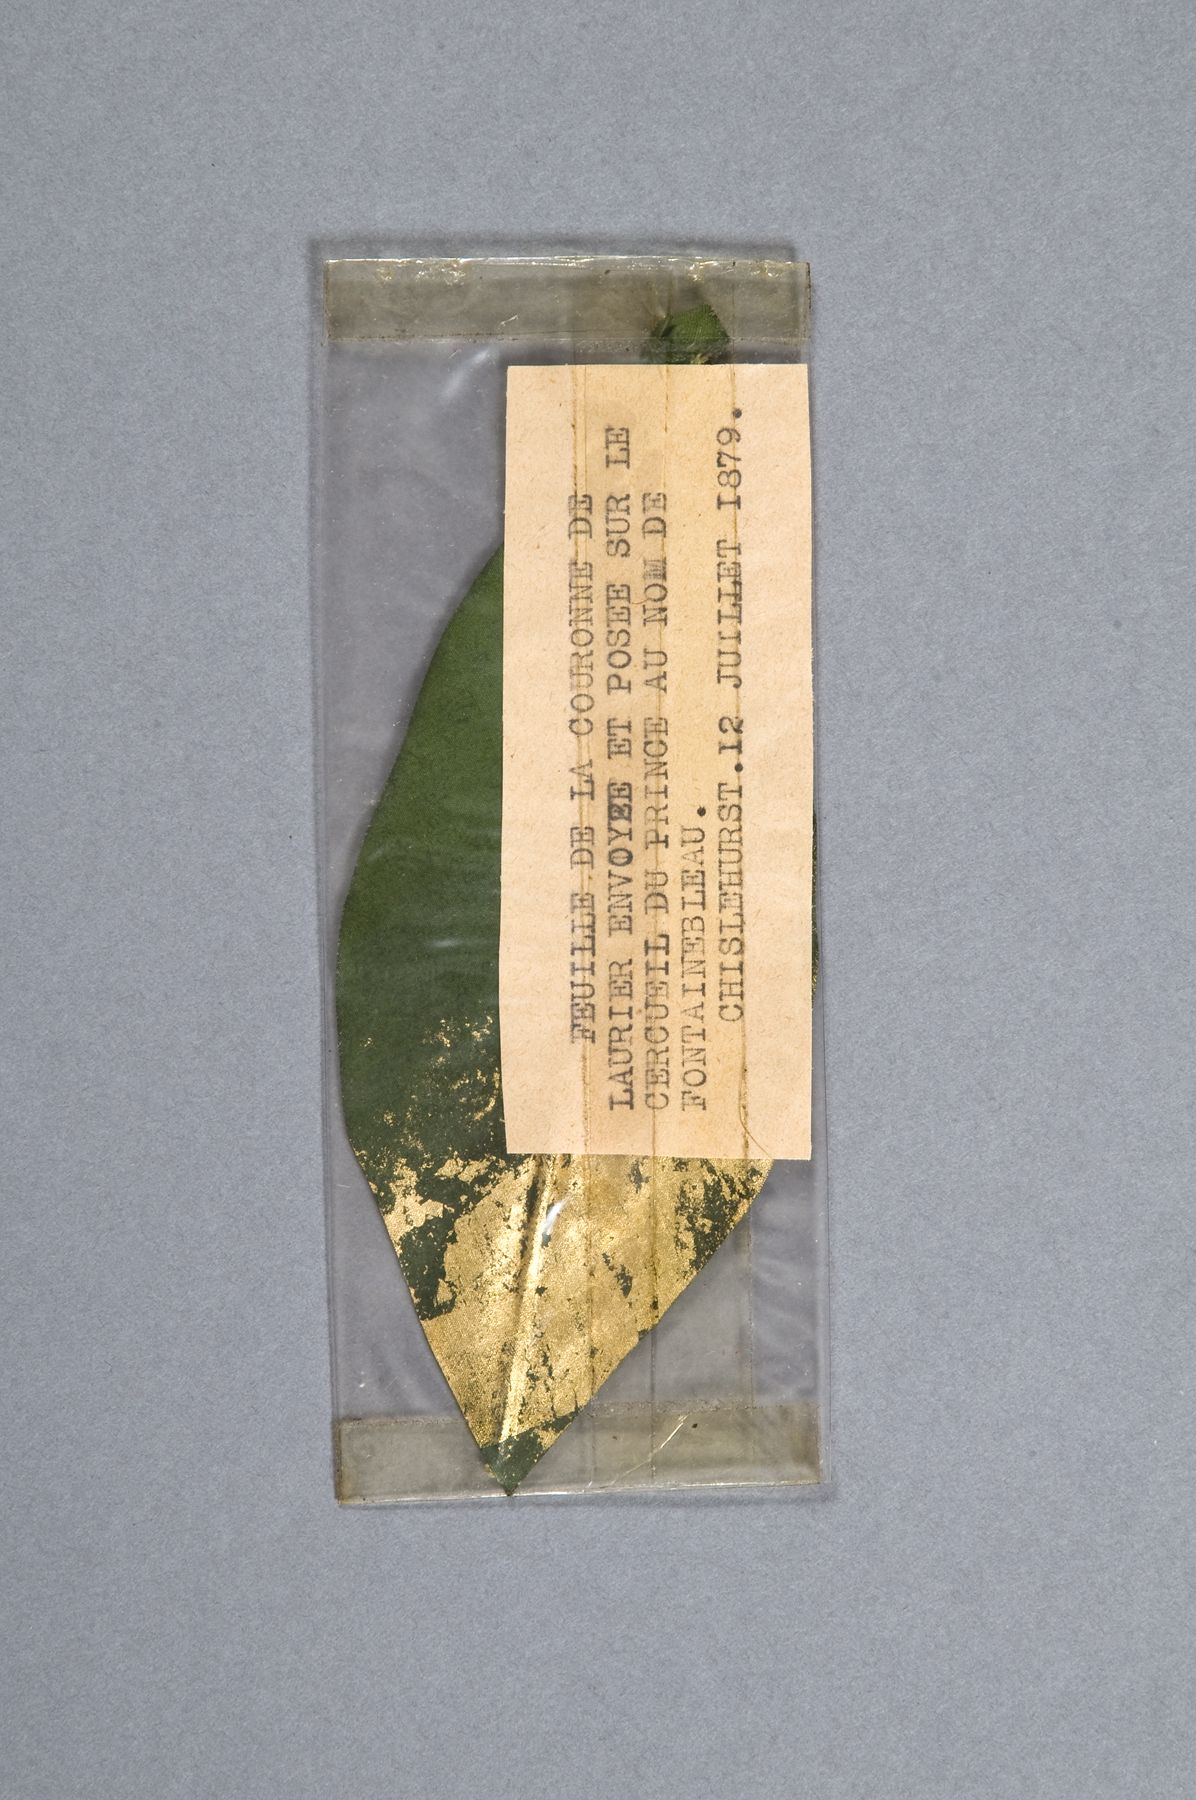 FEUILLE DE LA COURONNE DE
LAURIER ENVOYEE ET POSEE SUR LE
CERCUEIL DU PRINCE AU NOM DE
FONTAINEBLEAU.
CHISLEHURST.12 JUILLET 1879.